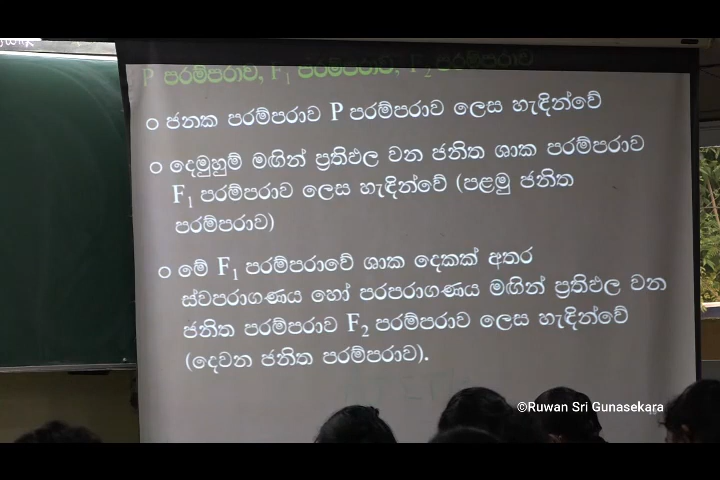 P පරම්පරාව, F₁ පරම්පරාව, F₂ පරම්පරාව
o ජනක පරම්පරාව P පරම්පරාව ලෙස හැඳින්වේ
o දෙමුහුම් මඟින් ප්‍රතිඵල වන ජනිත ශාක පරම්පරාව
F₁ පරම්පරාව ලෙස හැඳින්වේ (පළමු ජනිත
පරම්පරාව)
o මේ F₁ පරම්පරාවේ ශාක දෙකක් අතර
ස්වපරාගණය හෝ පරපරාගණය මඟින් ප්‍රතිඵල වන
ජනිත පරම්පරාව F₂ පරම්පරාව ලෙස හැඳින්වේ
(දෙවන ජනිත පරම්පරාව).
©Ruwan Sri Gunasekara